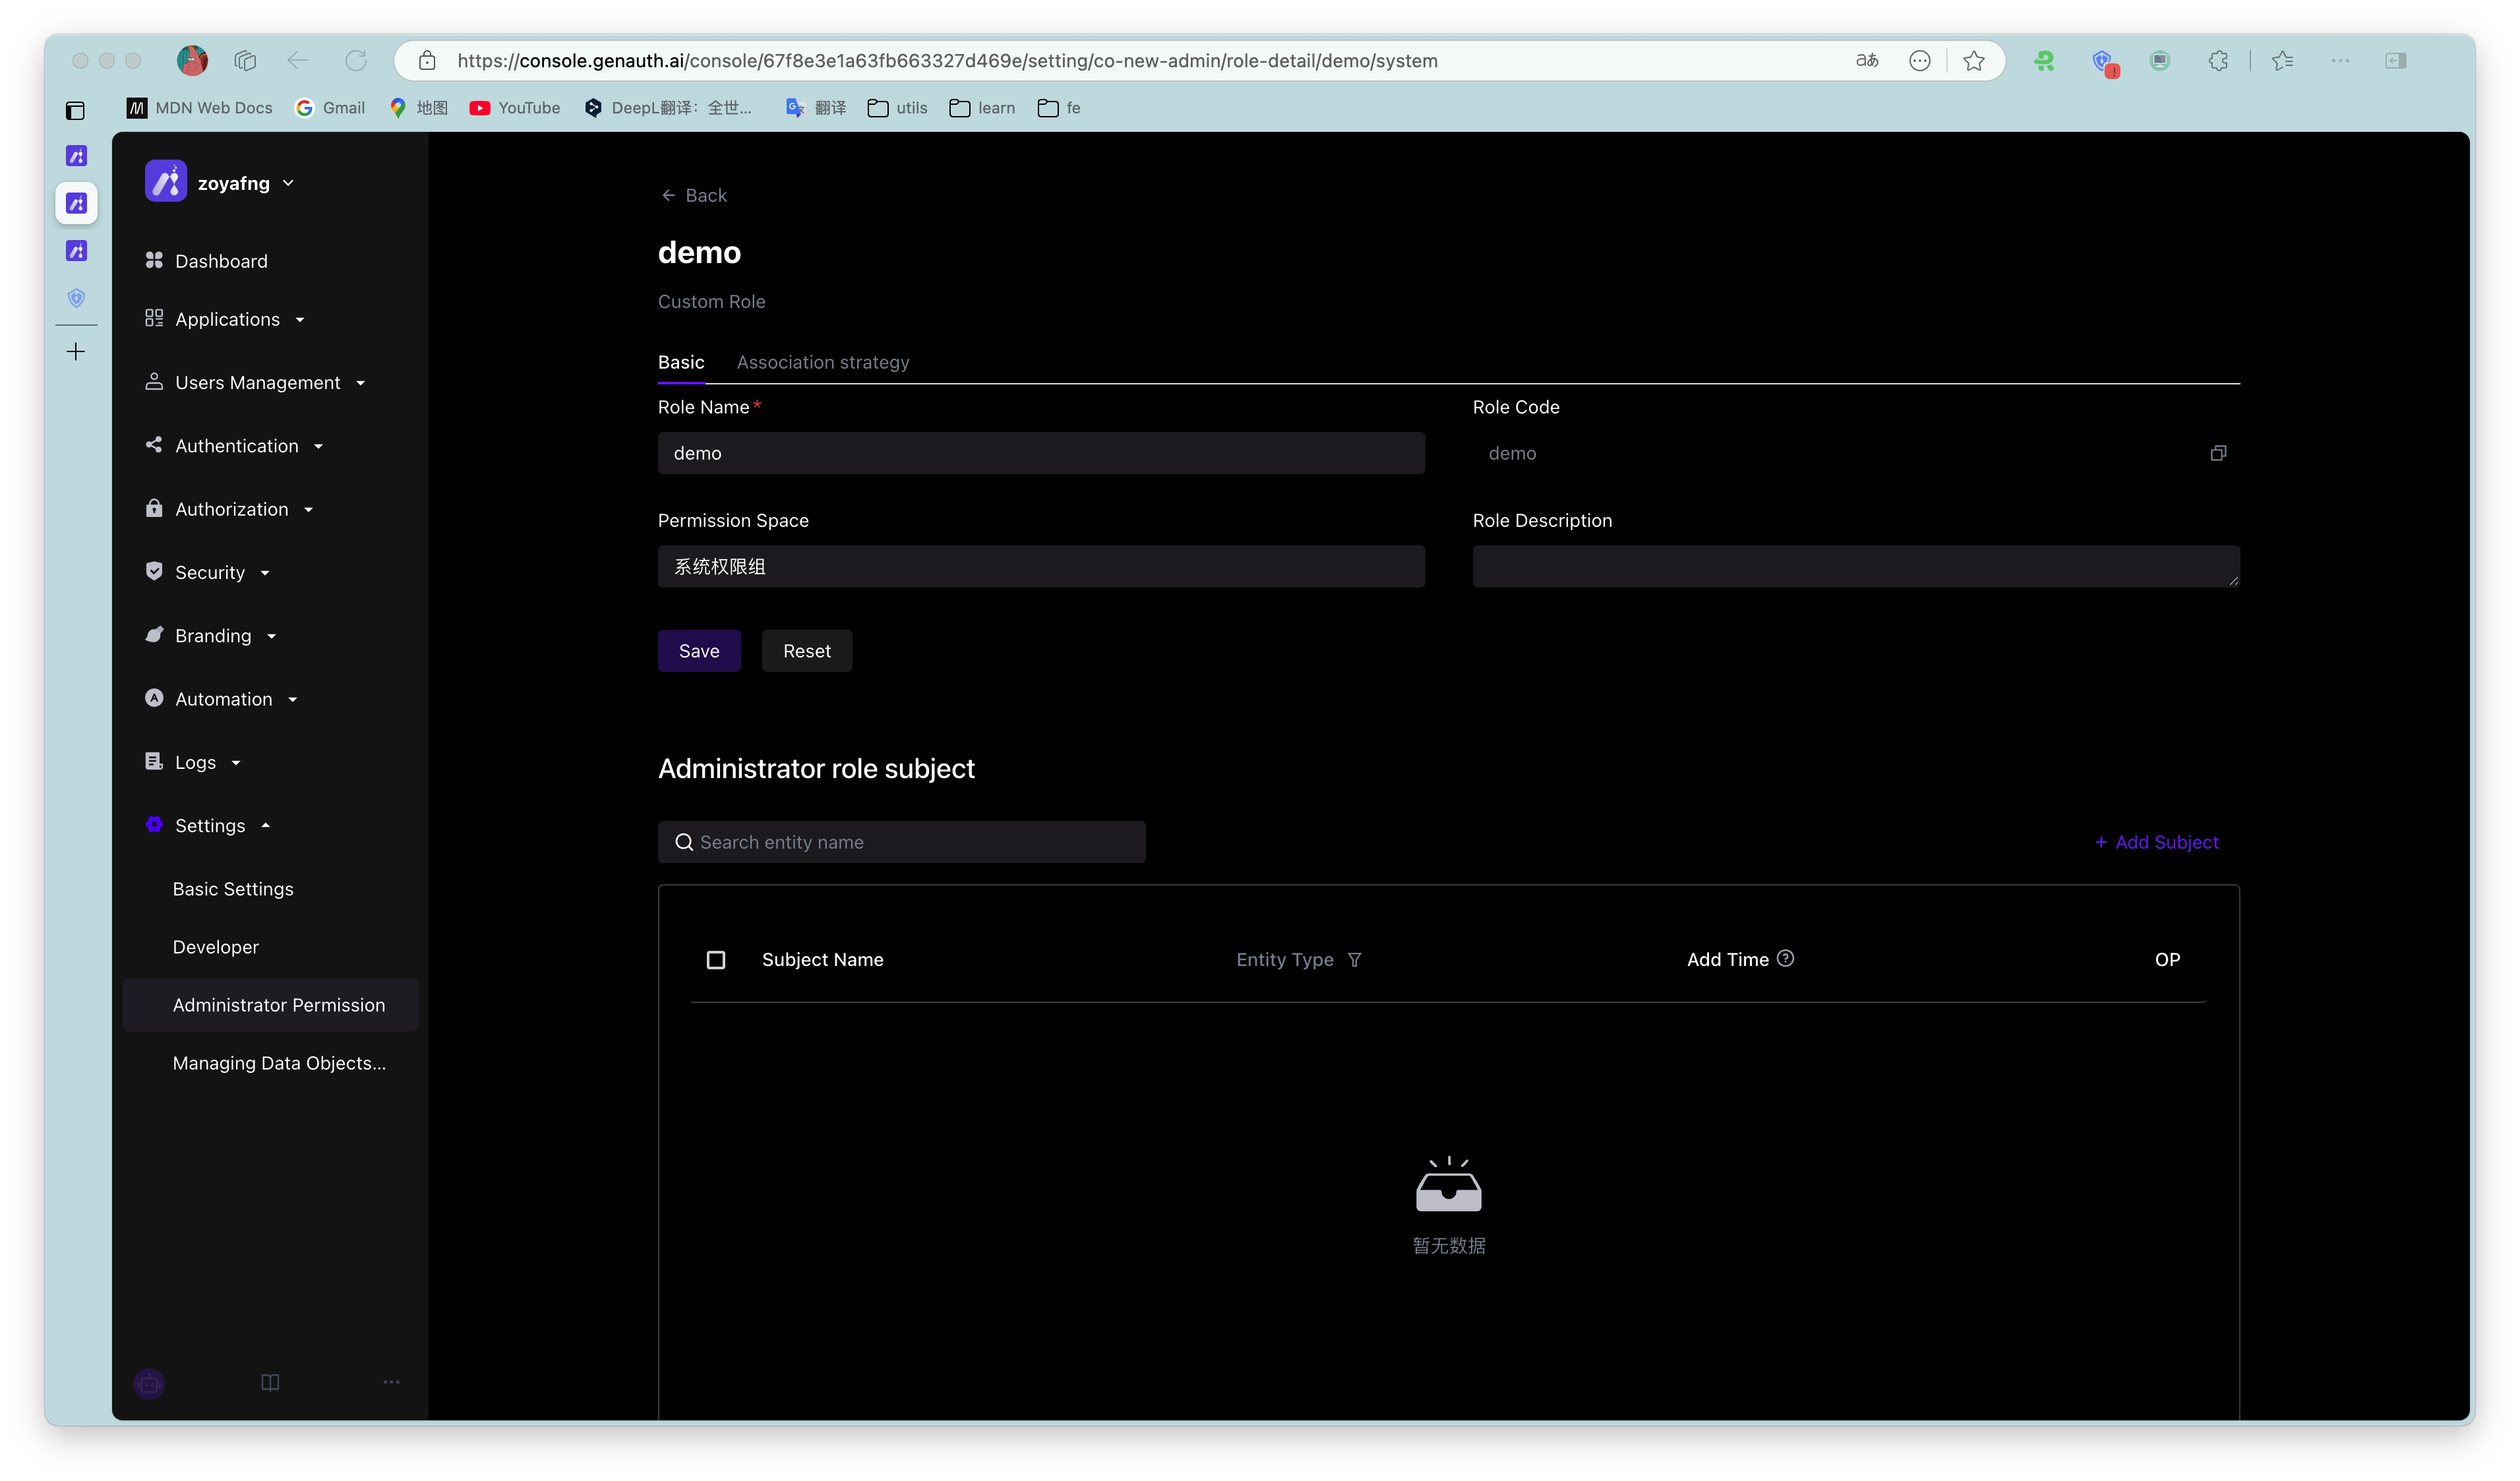 https://console.genauth.ai/console/67f8e3e1a63fb663327d469e/setting/co-new-admin/role-detail/demo/system
aあ
MDN Web Docs
Gmail
地图
YouTube
DeepL翻译：全世...
翻译
utils
learn
fe
zoyafng
Dashboard
Applications
Users Management
Authentication
Authorization
Security
Branding
Automation
Logs
Settings
Basic Settings
Developer
Administrator Permission
Managing Data Objects...
Back
demo
Custom Role
Basic
Association strategy
Role Name*
Role Code
demo
demo
Permission Space
Role Description
系统权限组
Save
Reset
Administrator role subject
Search entity name
+ Add Subject
Subject Name
Entity Type
Add Time
OP
暂无数据